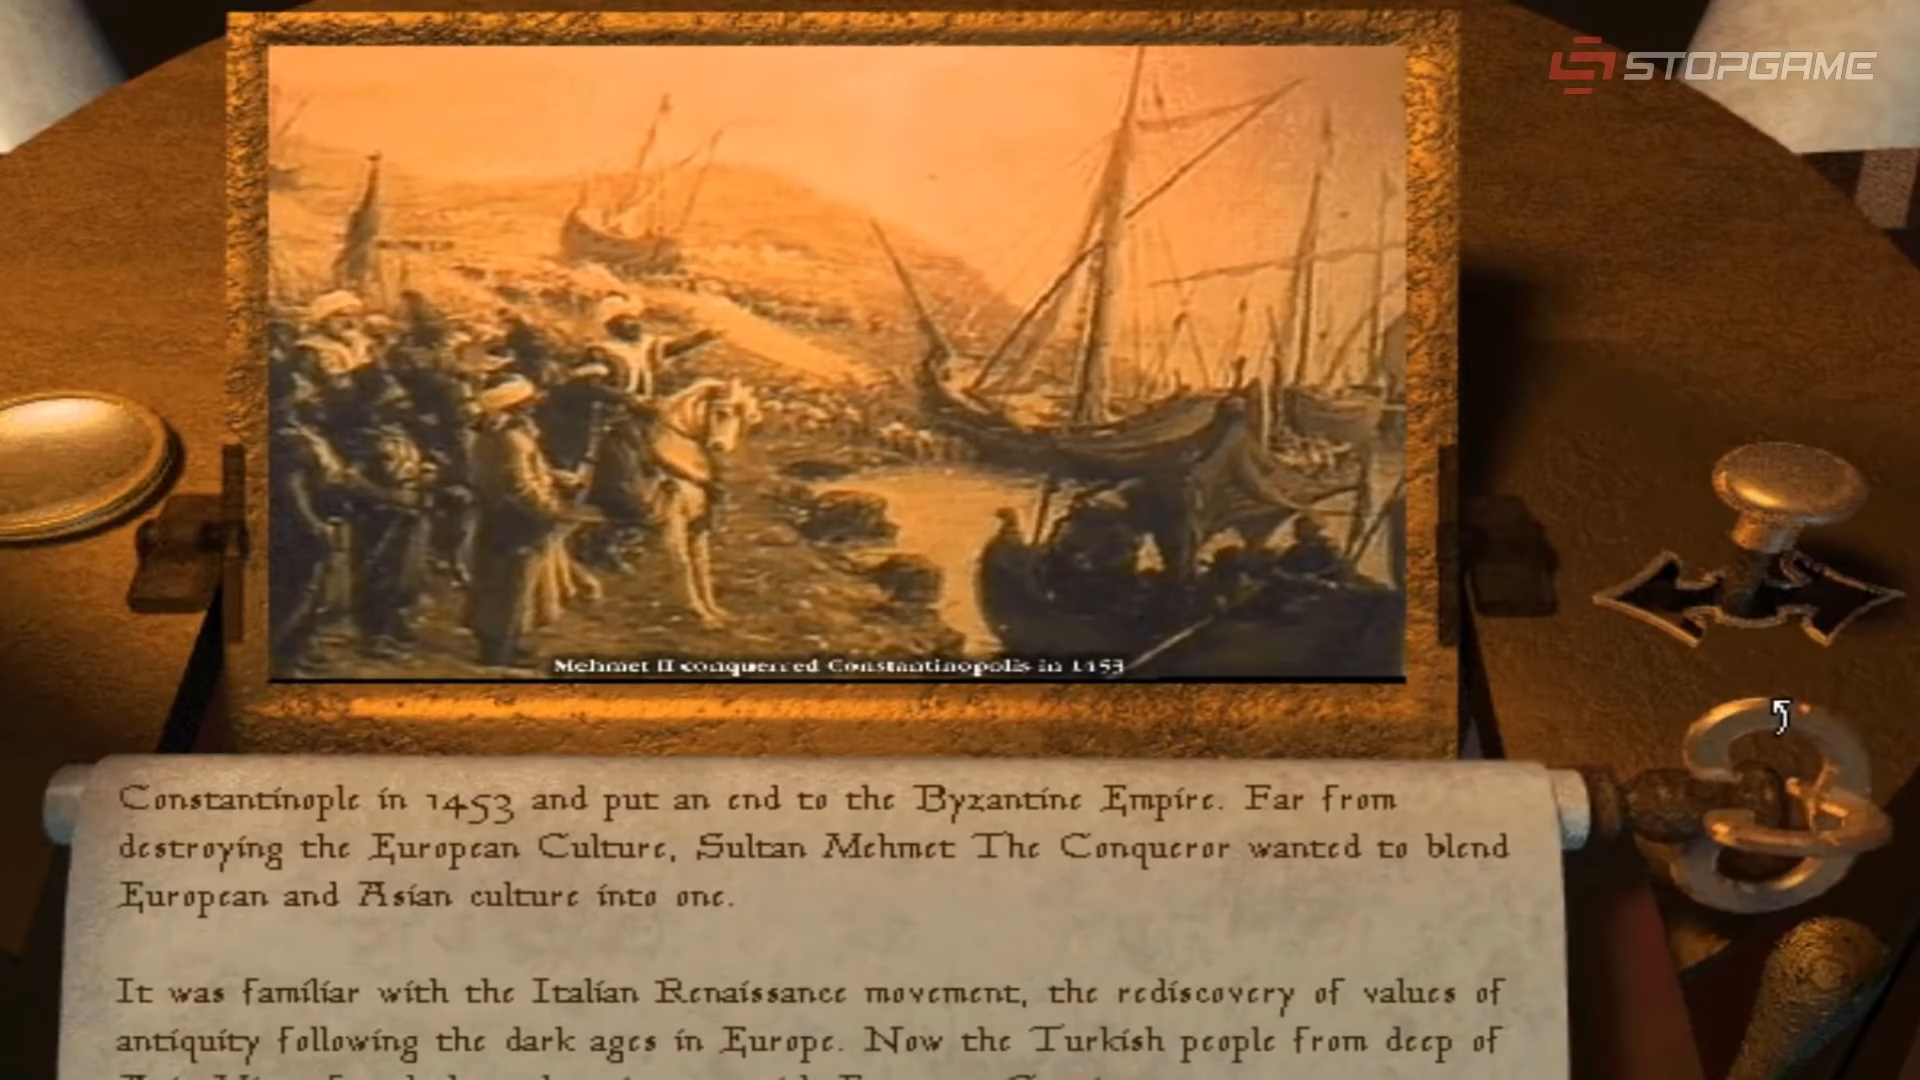 STOPGAME
Mehmet II conquerred Constantinopolis in 1453
Constantinople in 1453 and put an end to the Byzantine Empire. Far from
destroying the European Culture, Sultan Mehmet The Conqueror wanted to blend
European and Asian culture into one.
It was familiar with the Italian Renaissance movement, the rediscovery of values of
antiquity following the dark ages in Europe. Now the Turkish people from deep of